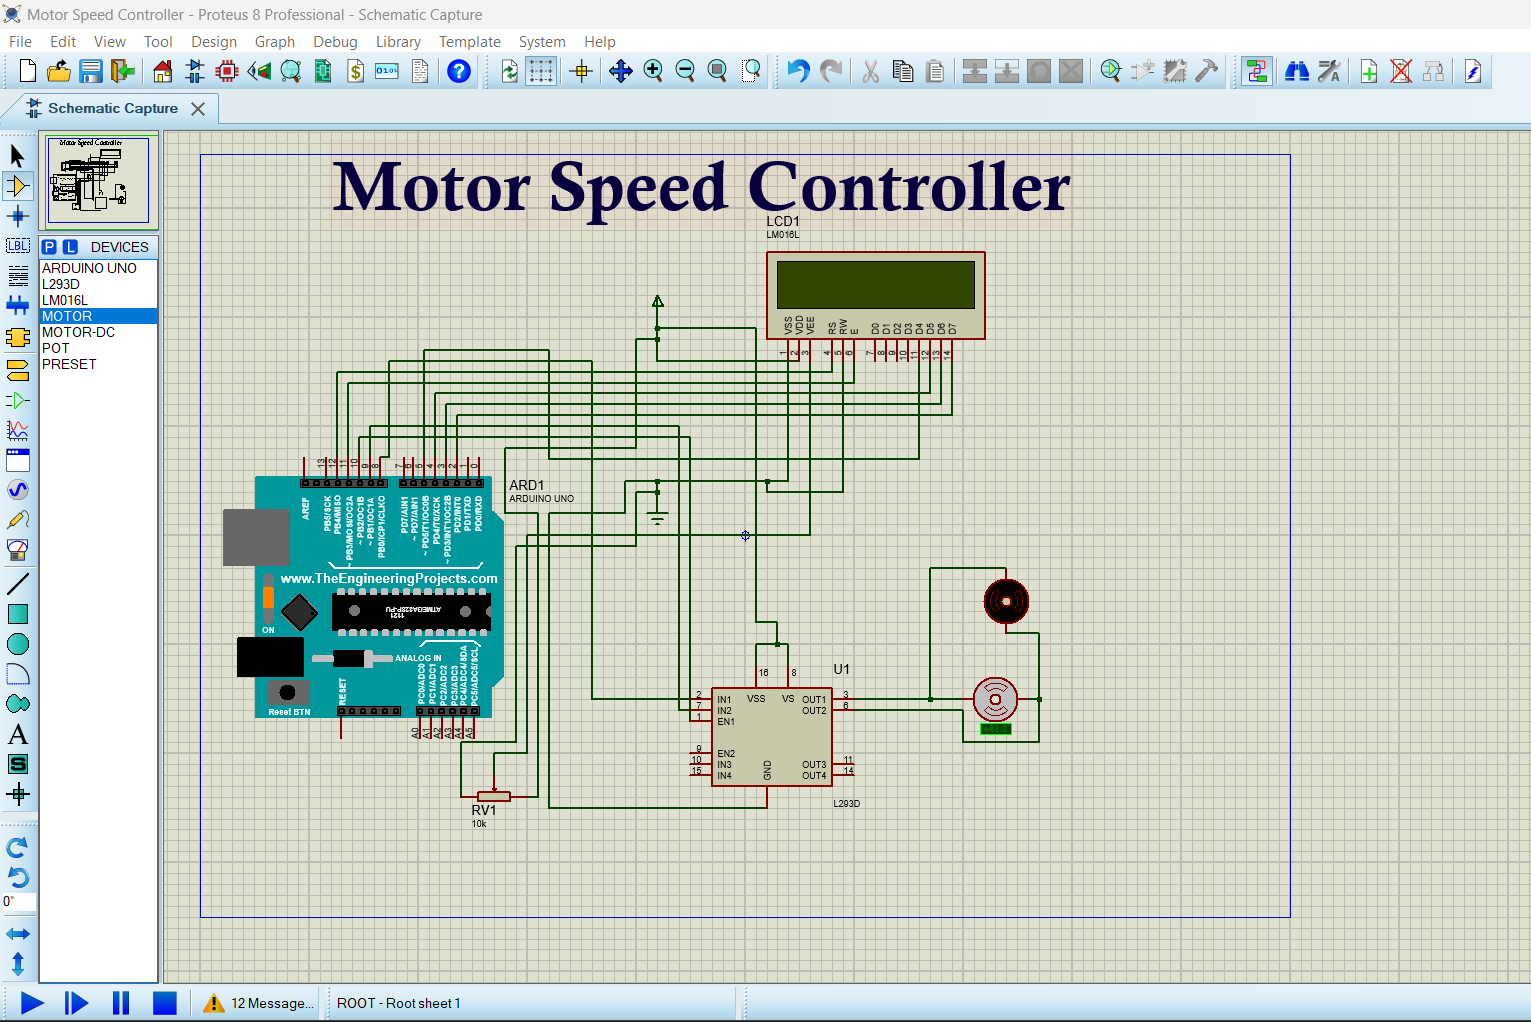 Motor Speed Controller - Proteus 8 Professional - Schematic Capture
File Edit View Tool Design Graph Debug Library Template System Help
Schematic Capture
Motor Speed Controller
P L DEVICES
ARDUINO UNO
L293D
LM016L
MOTOR
MOTOR-DC
POT
PRESET
LBL
A
S
0°
Motor Speed Controller
LCD1
LM016L
VSS VDD VEE RS RW E D0 D1 D2 D3 D4 D5 D6 D7
1 2 3 4 5 6 7 8 9 10 11 12 13 14
13 12 11 10 9 8 7 6 5 4 3 2 1 0
ARD1
ARDUINO UNO
AREF
PB5/SCK
PB4/MISO
~ PB3/MOSI/OC2A
~ PB2/OC1B
~ PB1/OC1A
PB0/ICP1/CLKO
PD7/AIN1
~ PD7/AIN1
~ PD5/T1/OC0B
PD4/T0/XCK
~ PD3/INT1/OC2B
PD2/INT0
PD1/TXD
PD0/RXD
www.TheEngineeringProjects.com
ATMEGA328P-PU
1121
ON
ANALOG IN
RESET
PC0/ADC0
PC1/ADC1
PC2/ADC2
PC3/ADC3
PC4/ADC4/SDA
PC5/ADC5/SCL
Reset BTN
A0 A1 A2 A3 A4 A5
RV1
10k
U1
16 8
2 IN1 VSS VS OUT1 3
7 IN2 OUT2 6
1 EN1
9 EN2
10 IN3 OUT3 11
15 IN4 GND OUT4 14
L293D
12 Message...
ROOT - Root sheet 1